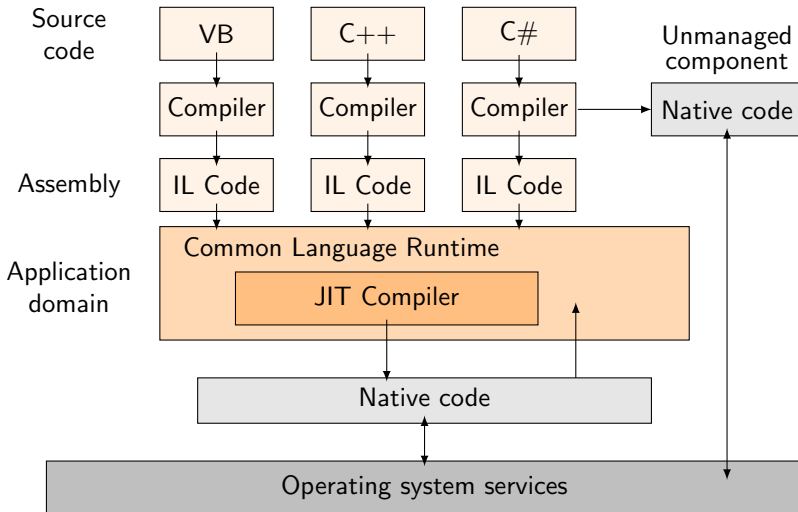 Source
code
VB
C++
C#
Unmanaged
component
Compiler
Compiler
Compiler
Native code
Assembly
IL Code
IL Code
IL Code
Application
domain
Common Language Runtime
JIT Compiler
Native code
Operating system services